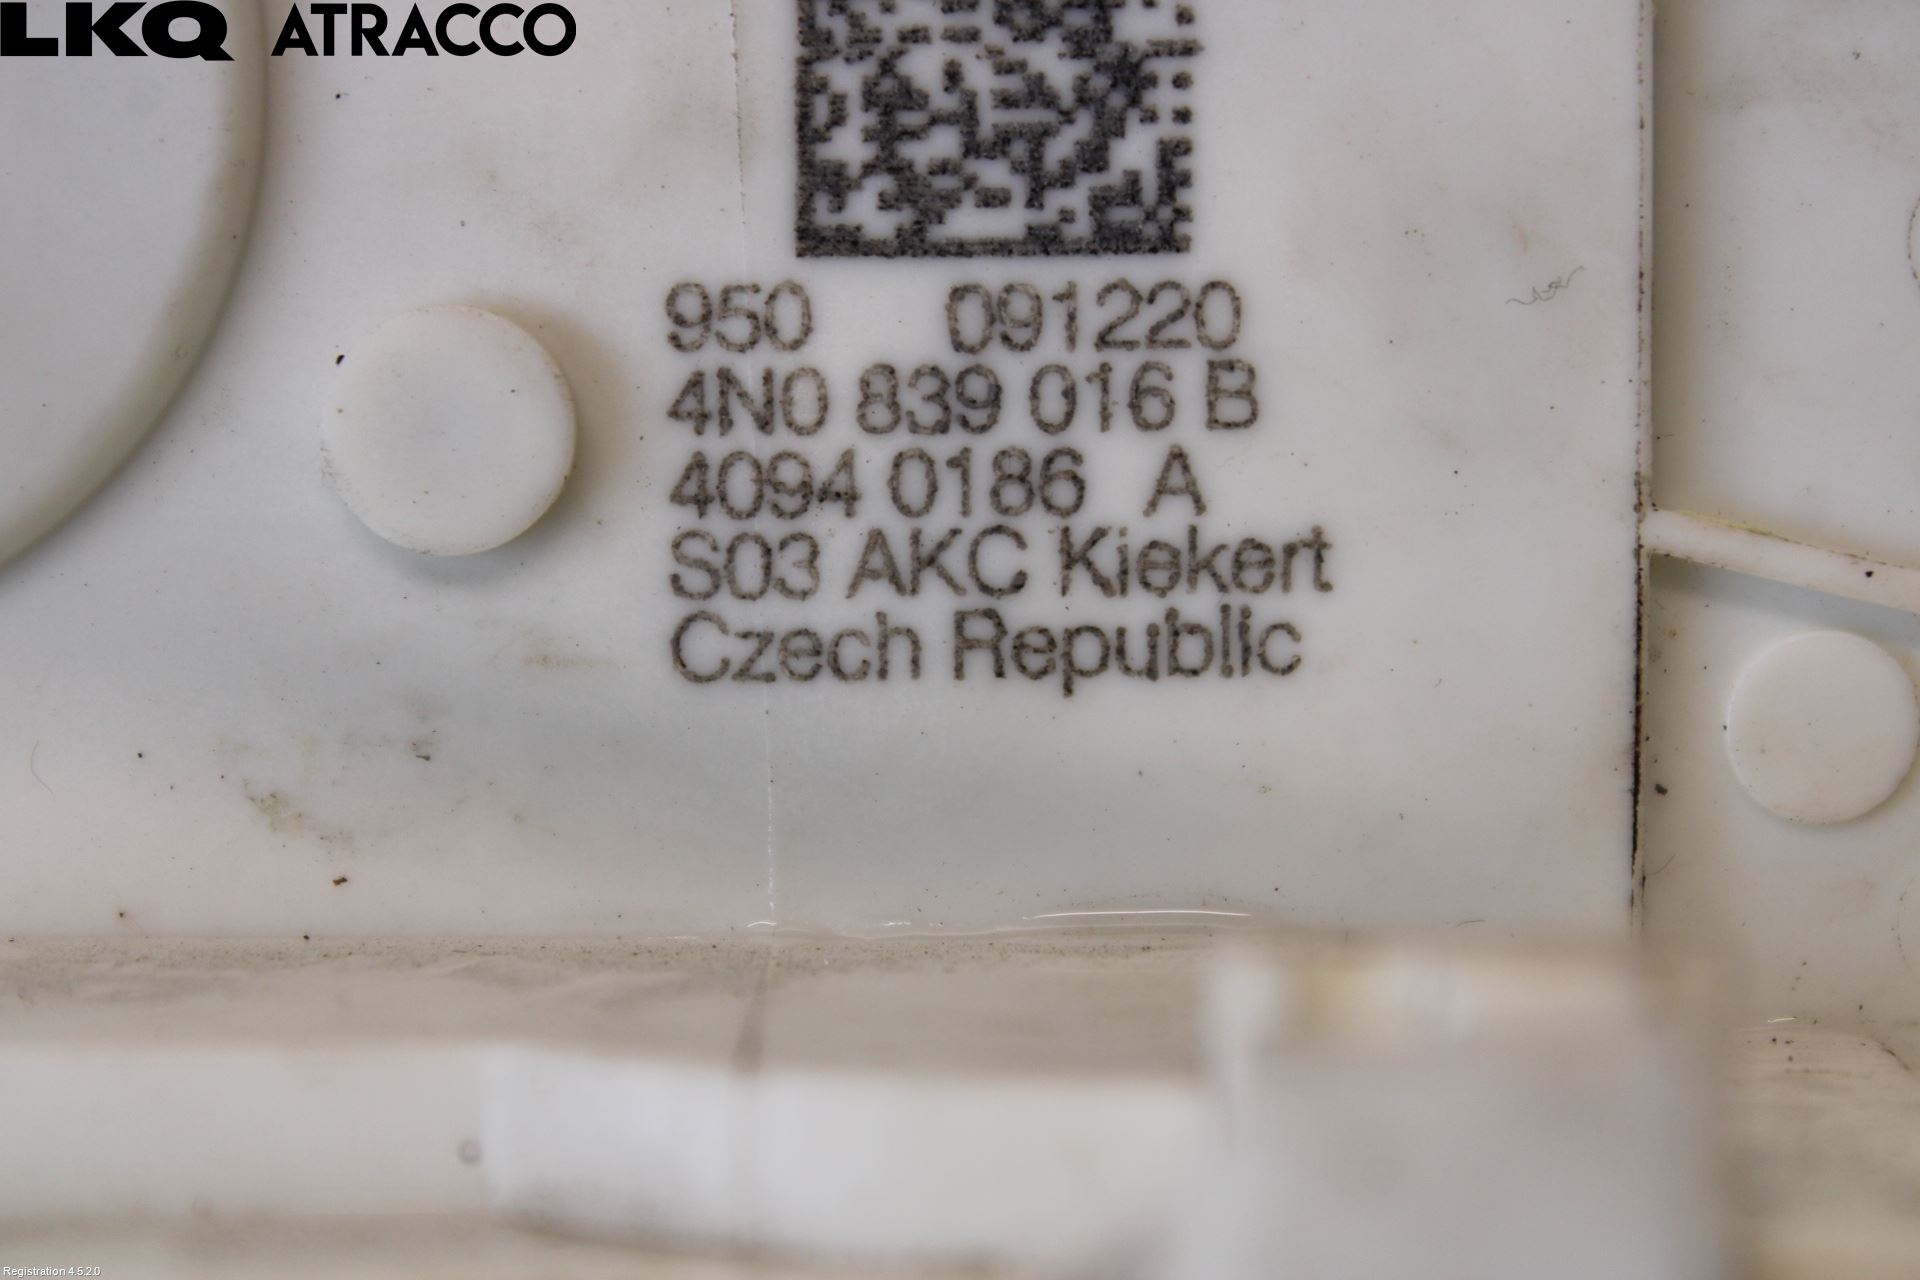 LKQ ATRACCO
950 091220
4N0 839 016 B
4094 0186 A
S03 AKC Kiekert
Czech Republic
Registration 4.5.2.0